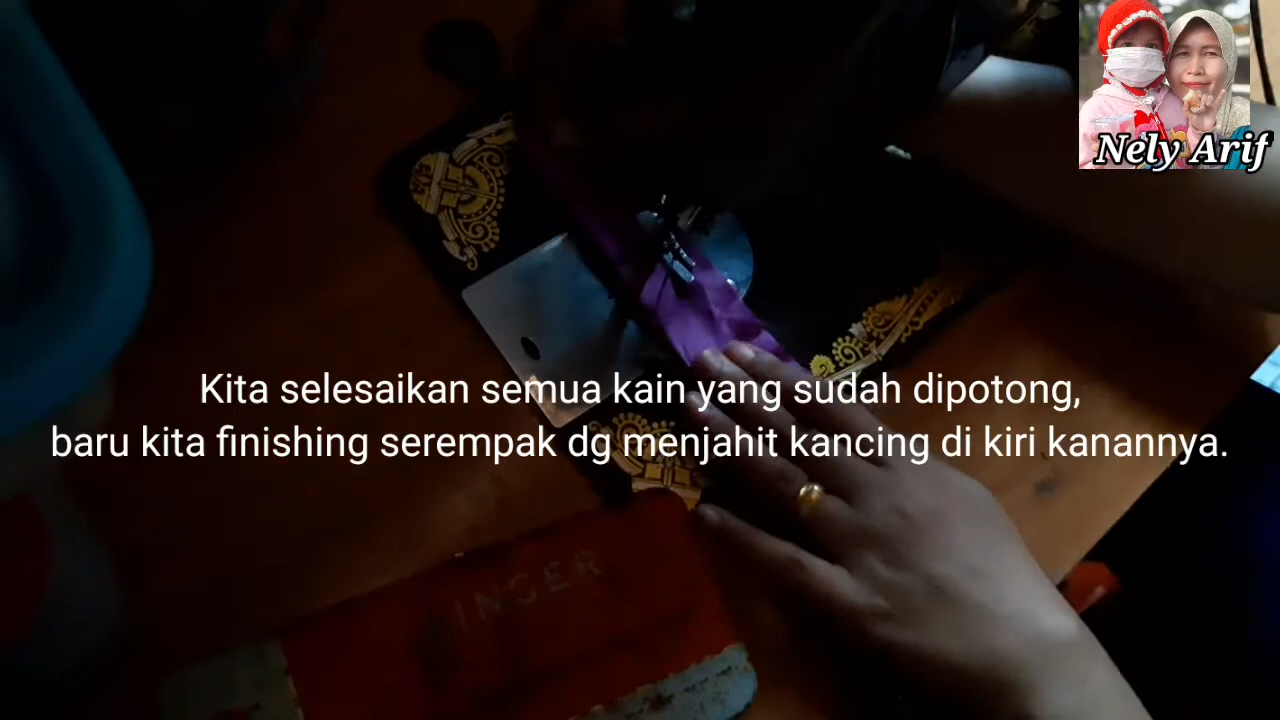 Nely Arif
Kita selesaikan semua kain yang sudah dipotong,
baru kita finishing serempak dg menjahit kancing di kiri kanannya.
INGER